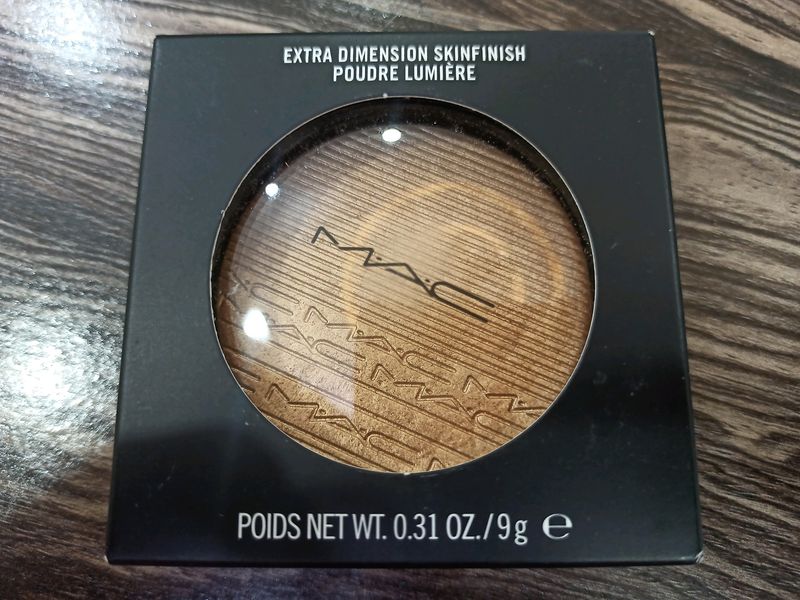 EXTRA DIMENSION SKINFINISH
POUDRE LUMIÈRE
M·A·C
M·A·C
M·A·C
M·A·C
M·A·C
M·A·C
POIDS NET WT. 0.31 OZ./9g ℮